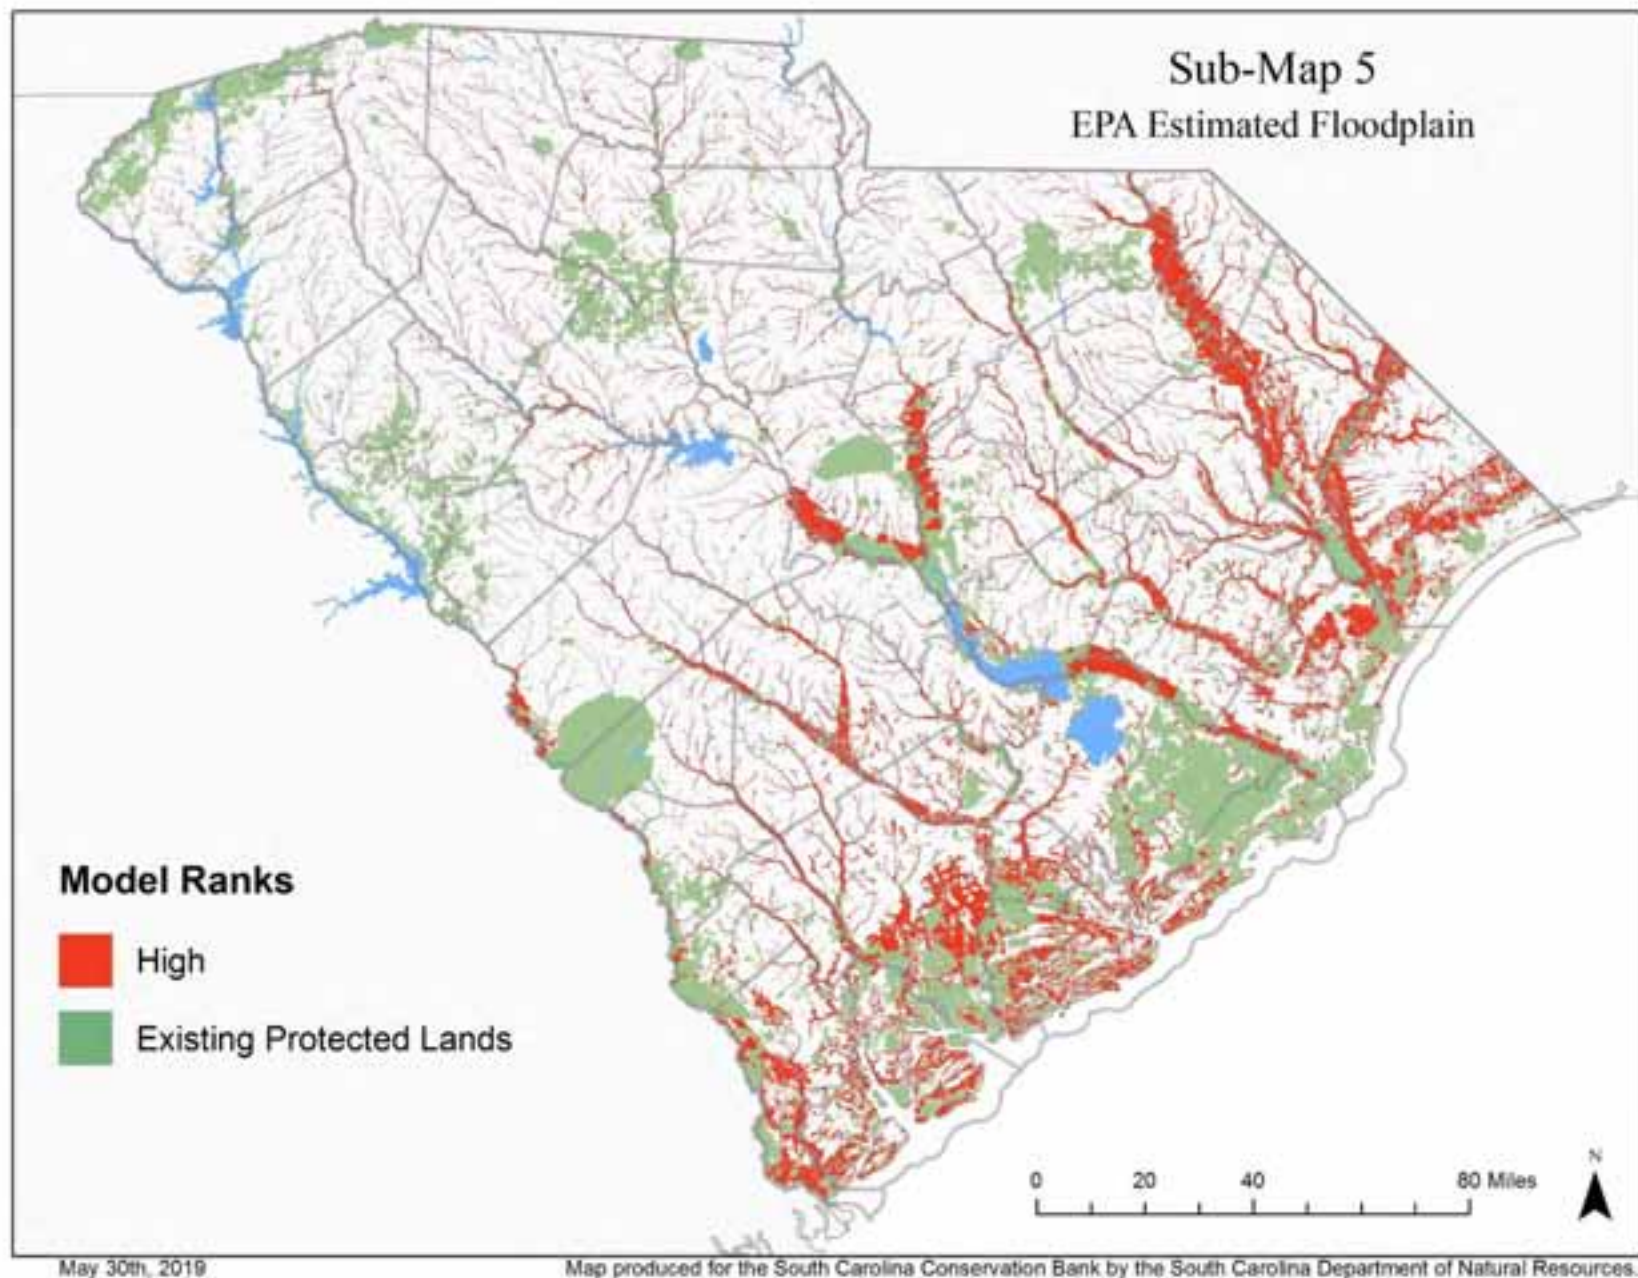 Sub-Map 5
EPA Estimated Floodplain
Model Ranks
High
Existing Protected Lands
N
0 20 40 80 Miles
May 30th, 2019
Map produced for the South Carolina Conservation Bank by the South Carolina Department of Natural Resources.